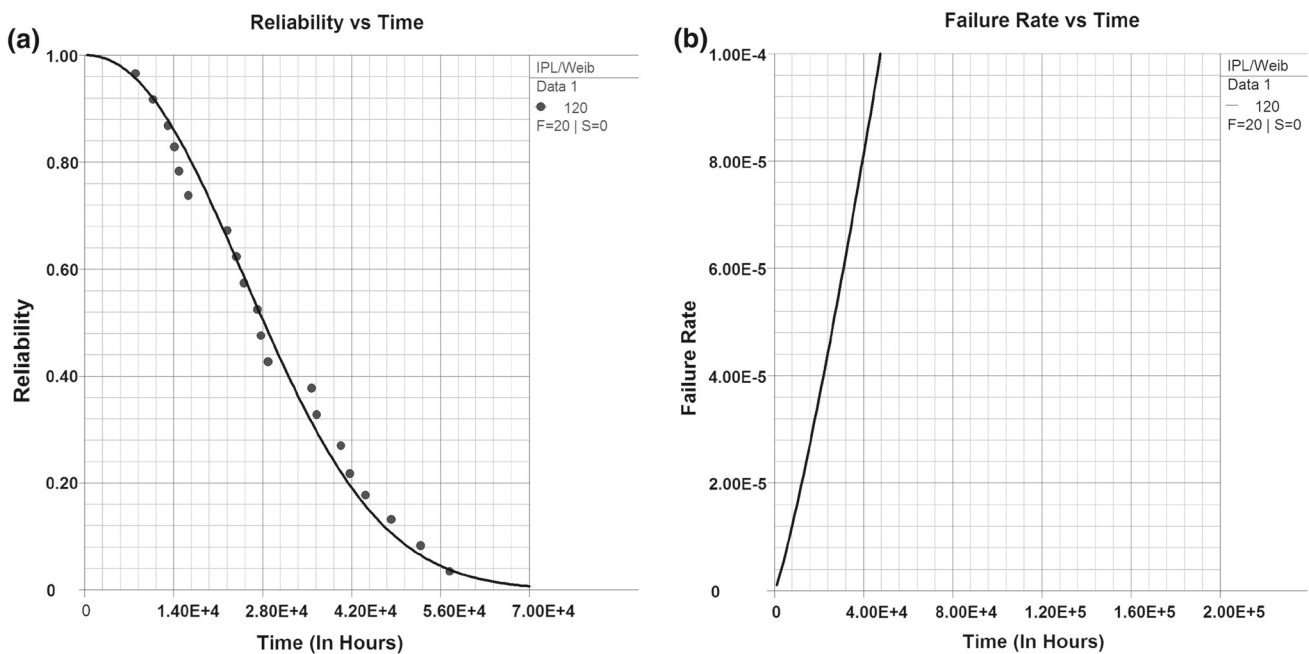 (a)
Reliability vs Time
1.00
0.80
0.60
0.40
0.20
0
Reliability
0
1.40E+4
2.80E+4
4.20E+4
5.60E+4
7.00E+4
Time (In Hours)
IPL/Weib
Data 1
120
F=20 | S=0
(b)
Failure Rate vs Time
1.00E-4
8.00E-5
6.00E-5
4.00E-5
2.00E-5
0
Failure Rate
0
4.00E+4
8.00E+4
1.20E+5
1.60E+5
2.00E+5
Time (In Hours)
IPL/Weib
Data 1
120
F=20 | S=0